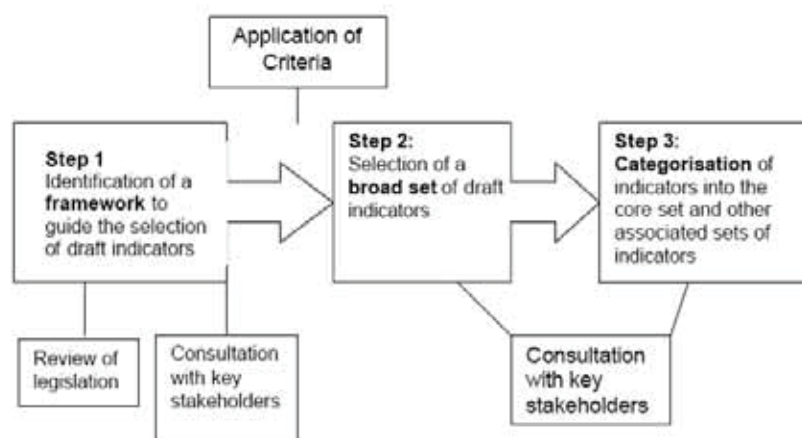 Application of
Criteria
Step 1
Identification of a
framework to
guide the selection
of draft indicators
Step 2:
Selection of a
broad set of draft
indicators
Step 3:
Categorisation of
indicators into the
core set and other
associated sets of
indicators
Review of
legislation
Consultation
with key
stakeholders
Consultation
with key
stakeholders